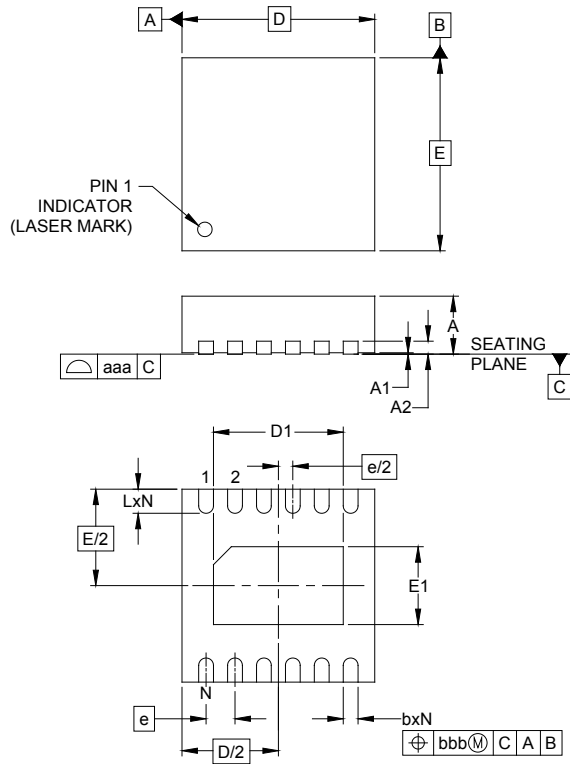 A
D
B
E
PIN 1
INDICATOR
(LASER MARK)
A
SEATING
PLANE
aaa C
C
A1
A2
D1
e/2
1 2
LxN
E/2
E1
N
e
bxN
D/2
bbb Ⓜ C A B